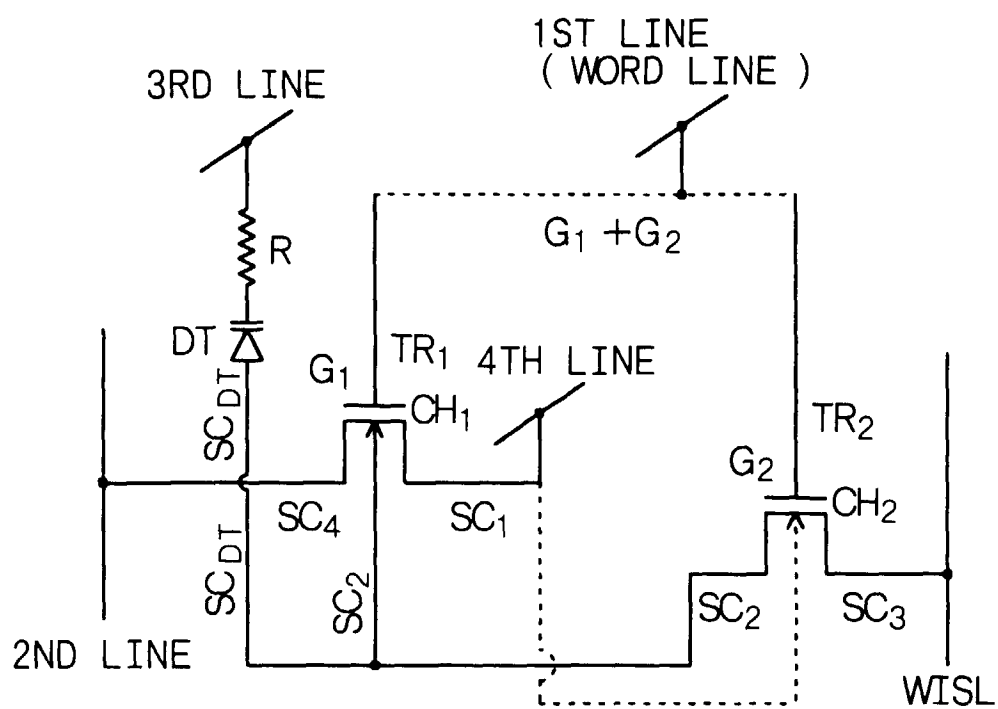 1ST LINE
( WORD LINE )
3RD LINE
G1 +G2
R
DT
TR1
4TH LINE
G1
CH1
SCDT
TR2
G2
CH2
SC4
SC1
SCDT
SC2
SC2
SC3
2ND LINE
WISL